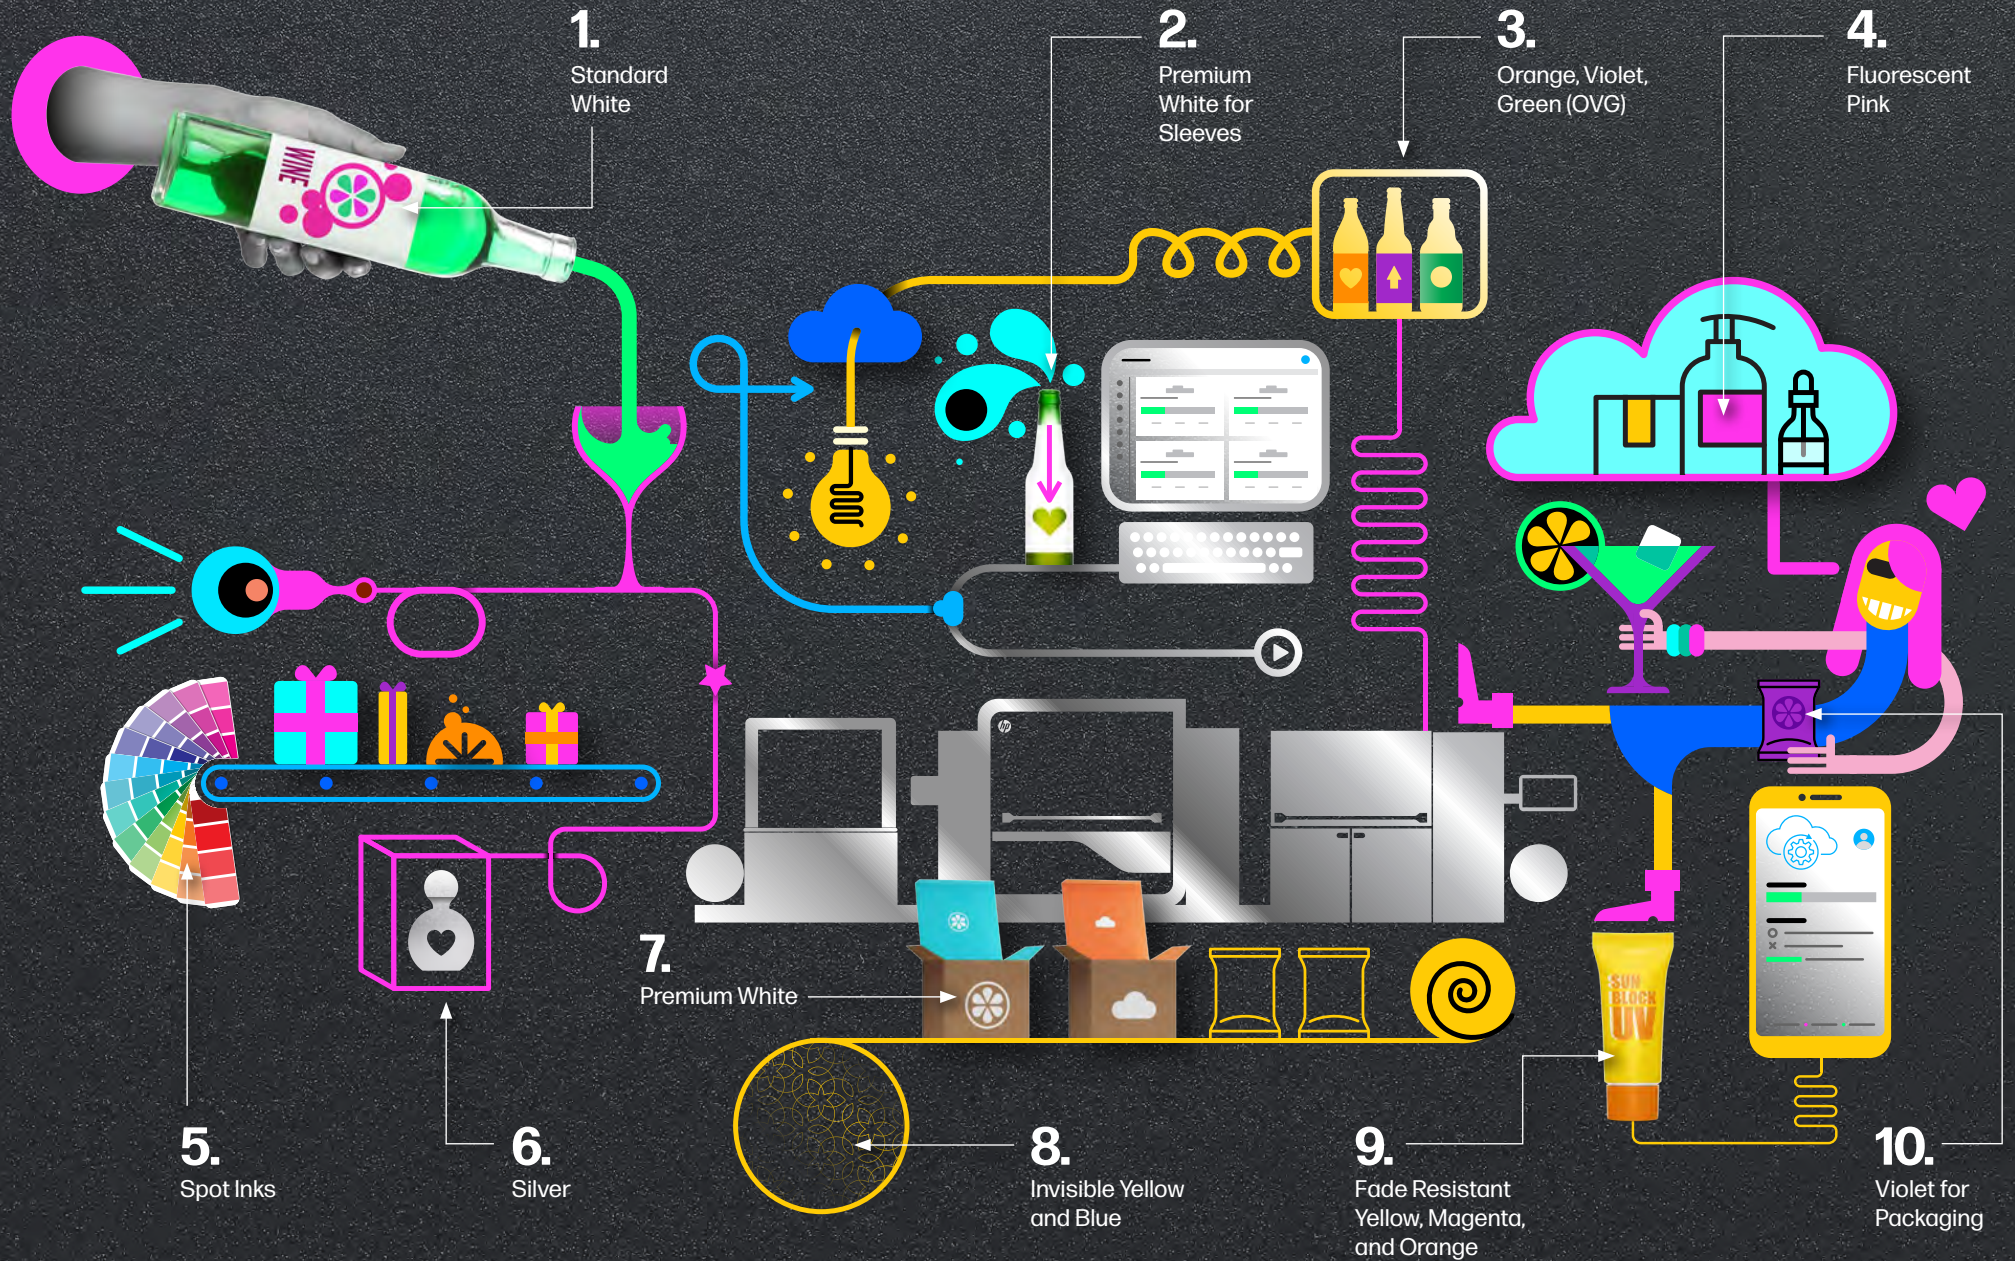 1.
Standard
White
2.
Premium
White for
Sleeves
3.
Orange, Violet,
Green (OVG)
4.
Fluorescent
Pink
WINE
hp
7.
Premium White
SUN
BLOCK
UV
5.
Spot Inks
6.
Silver
8.
Invisible Yellow
and Blue
9.
Fade Resistant
Yellow, Magenta,
and Orange
10.
Violet for
Packaging